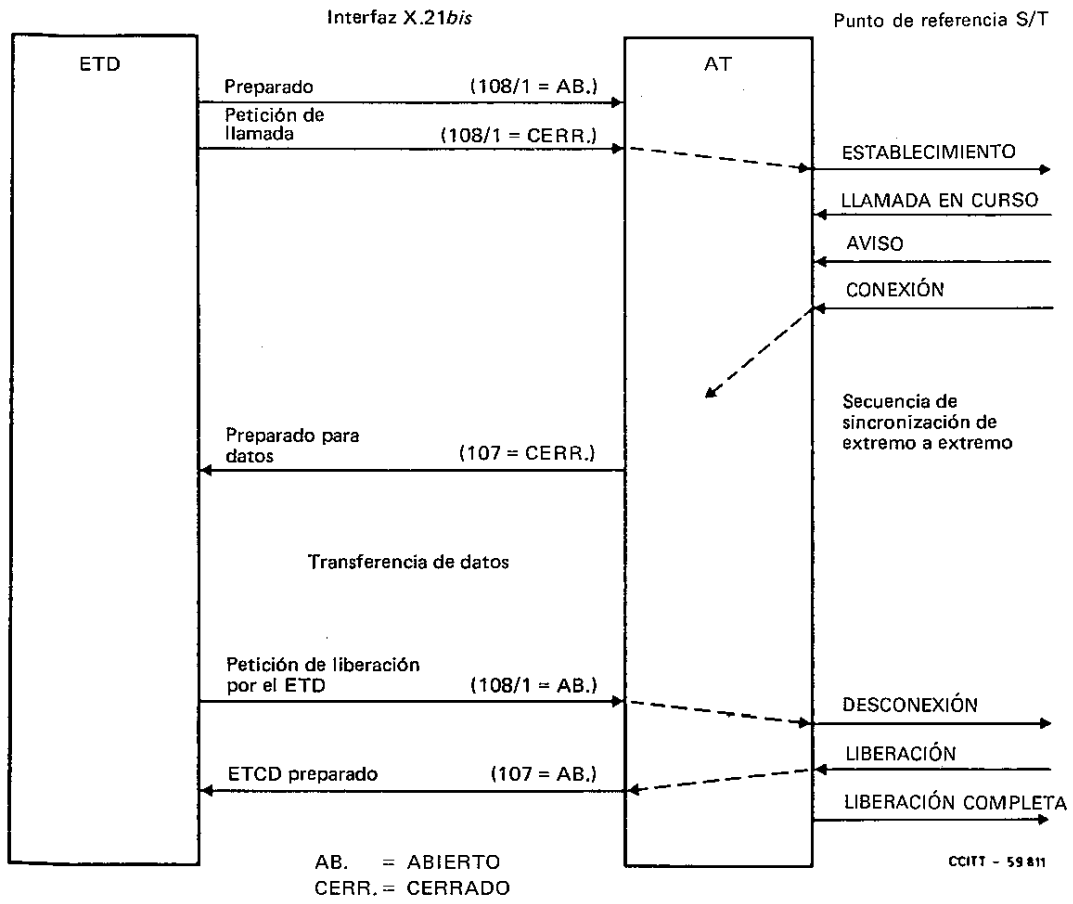 Interfaz X.21bis
Punto de referencia S/T
ETD
AT
Preparado (108/1 = AB.)
Petición de
llamada (108/1 = CERR.)
ESTABLECIMIENTO
LLAMADA EN CURSO
AVISO
CONEXIÓN
Secuencia de
sincronización de
extremo a extremo
Preparado para
datos (107 = CERR.)
Transferencia de datos
Petición de liberación
por el ETD (108/1 = AB.)
DESCONEXIÓN
LIBERACIÓN
ETCD preparado (107 = AB.)
LIBERACIÓN COMPLETA
AB. = ABIERTO
CERR. = CERRADO
CCITT - 59811